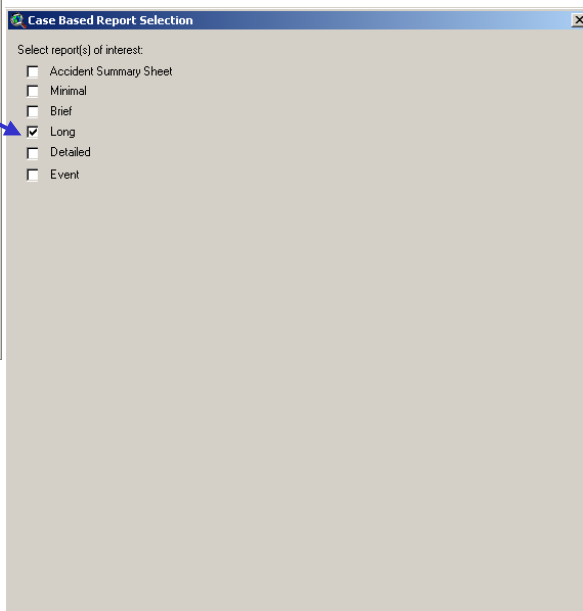 Case Based Report Selection
Select report(s) of interest:
Accident Summary Sheet
Minimal
Brief
Long
Detailed
Event